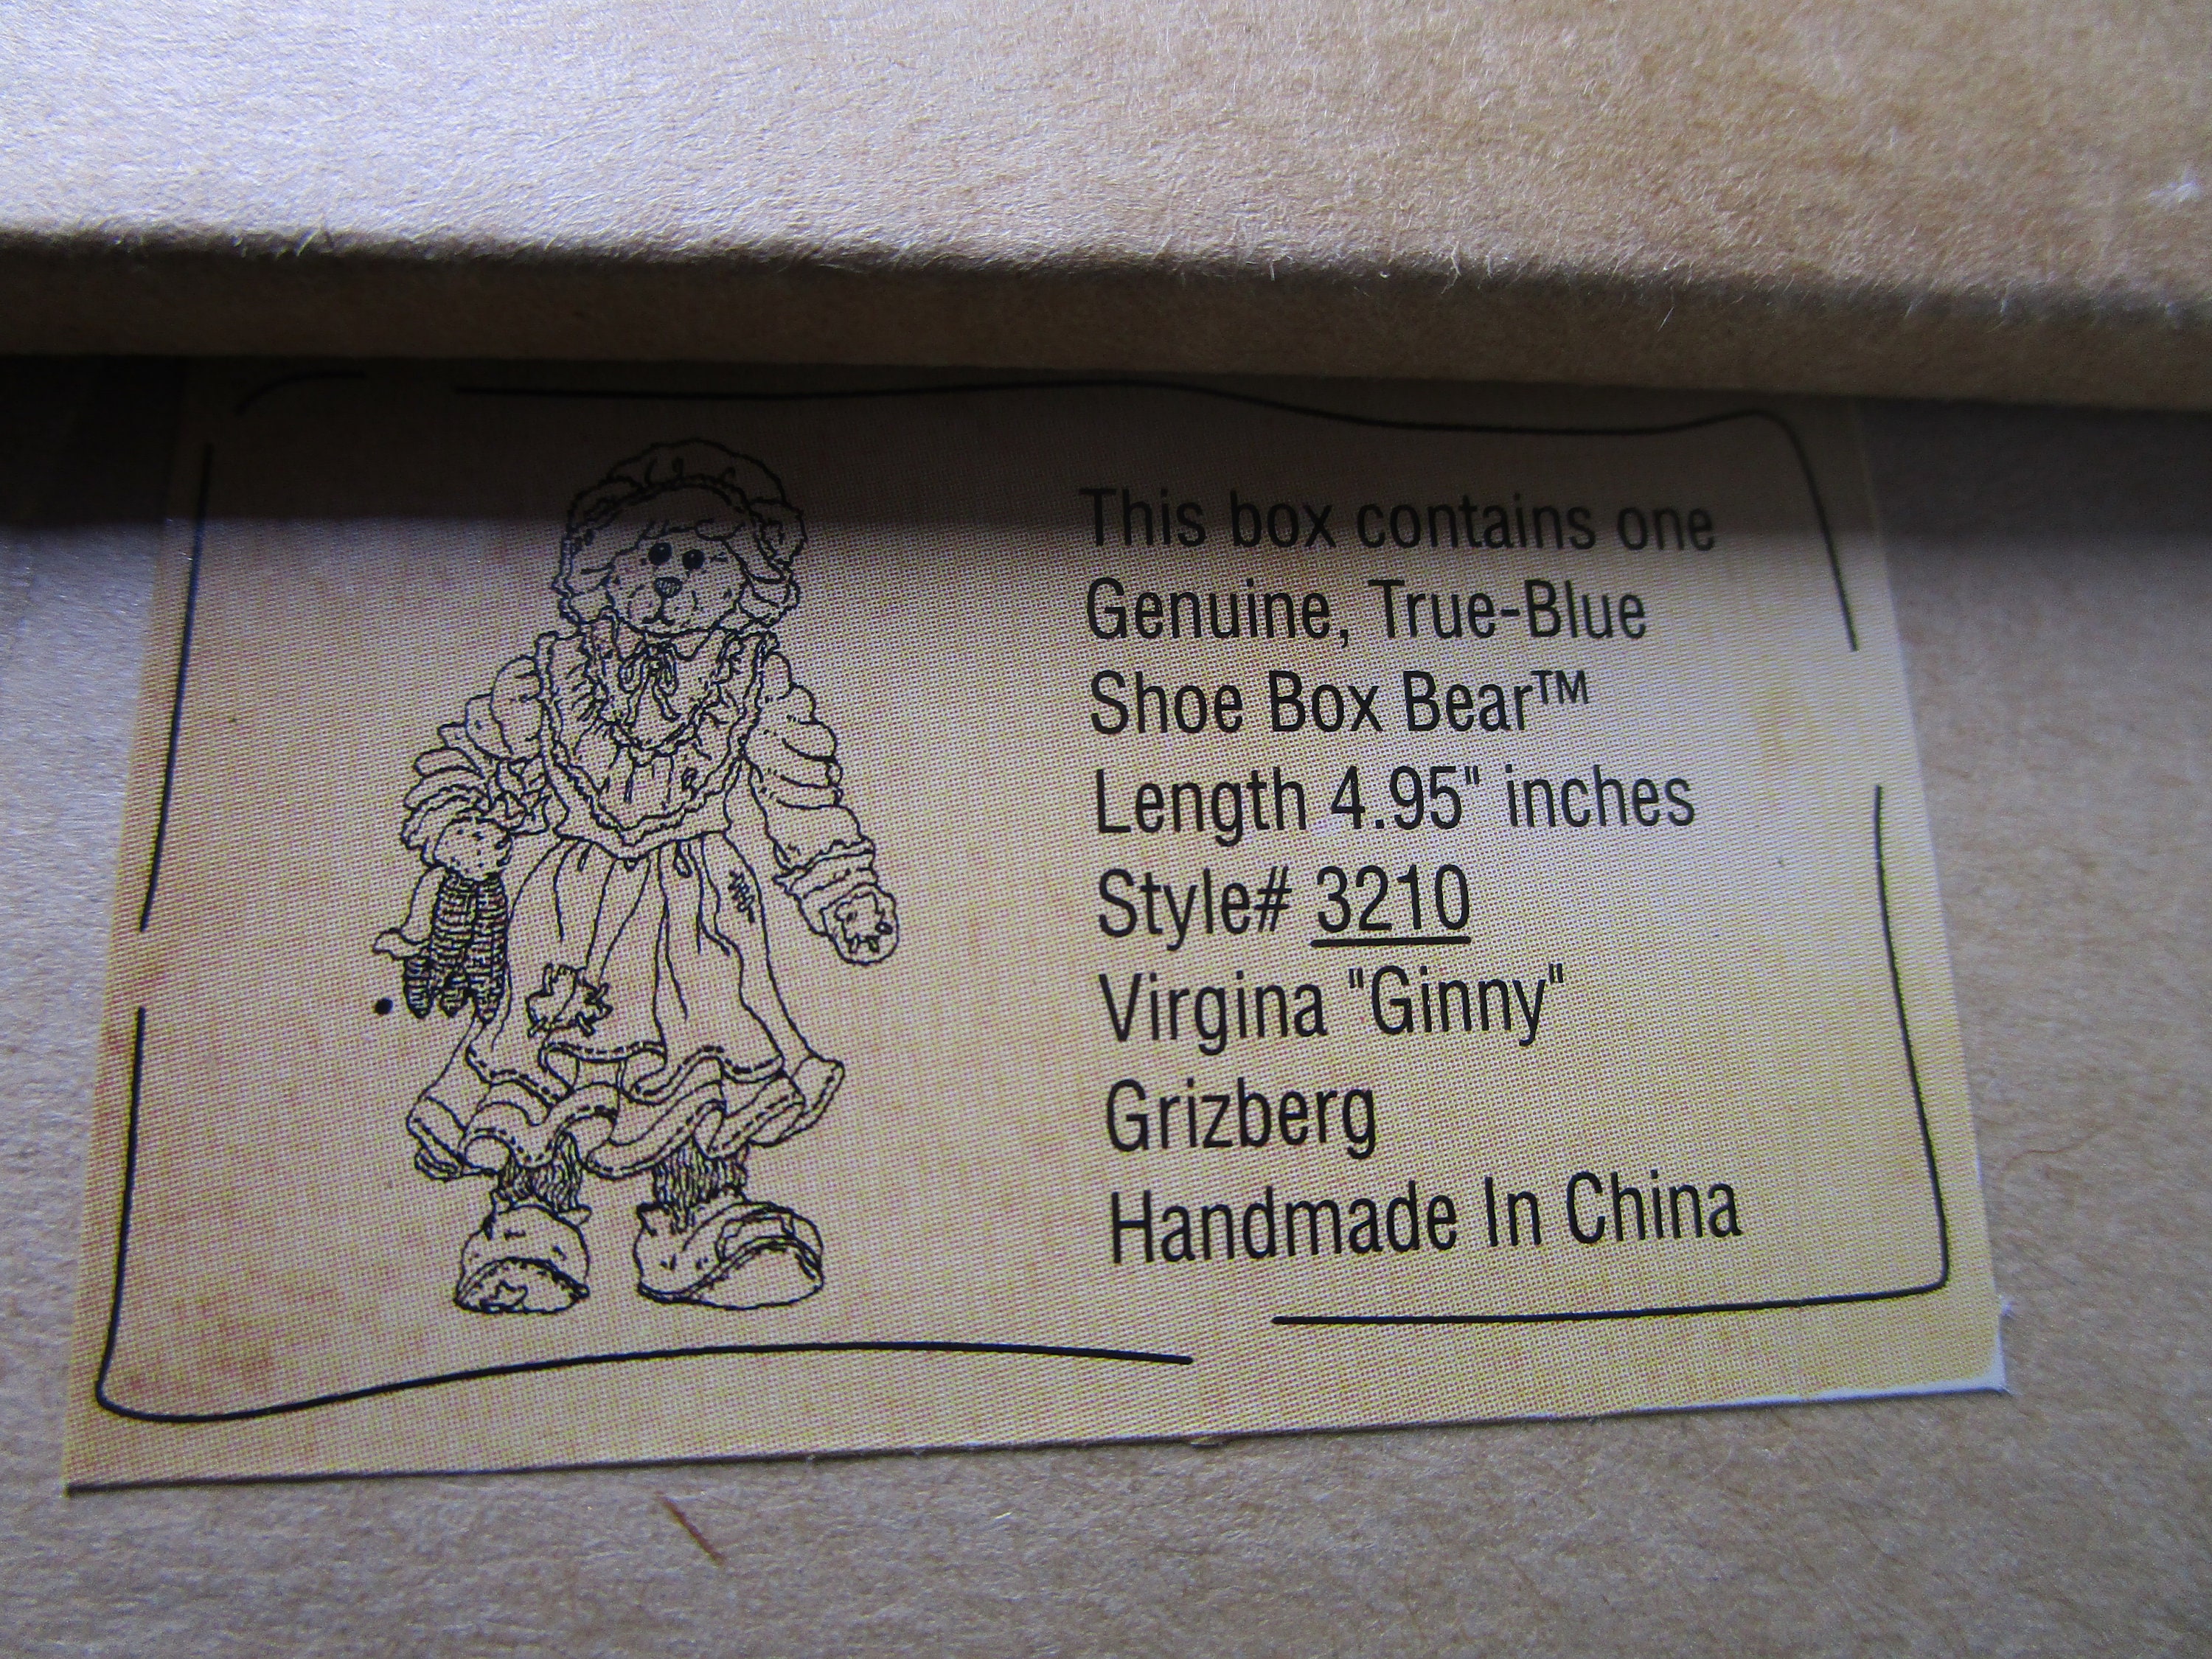 This box contains one
Genuine, True-Blue
Shoe Box Bear™
Length 4.95" inches
Style# 3210
Virgina "Ginny"
Grizberg
Handmade In China